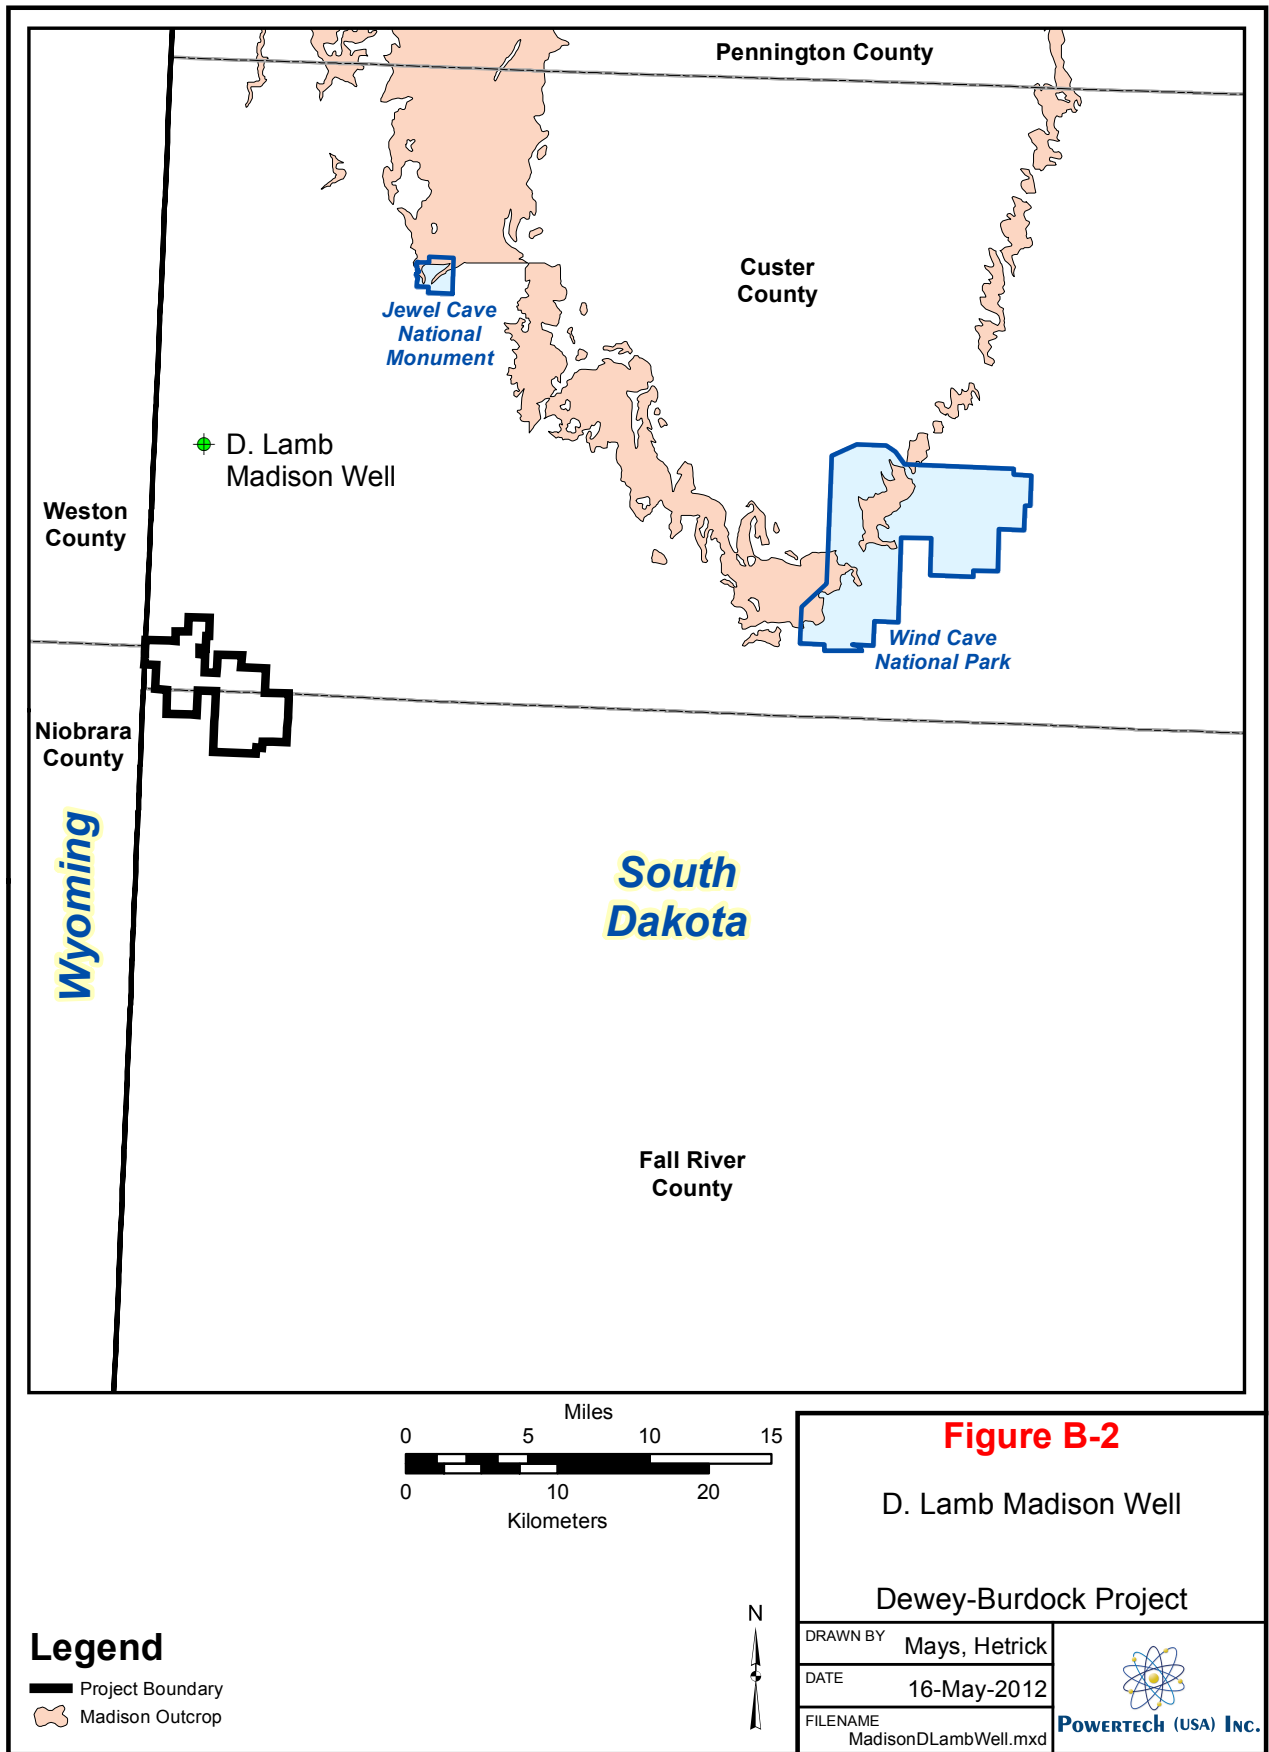 Pennington County
Custer
County
Jewel Cave
National
Monument
D. Lamb
Madison Well
Weston
County
Wind Cave
National Park
Niobrara
County
Wyoming
South
Dakota
Fall River
County
Miles
0 5 10 15
0 10 20
Kilometers
N
Legend
Project Boundary
Madison Outcrop
Figure B-2
D. Lamb Madison Well
Dewey-Burdock Project
DRAWN BY Mays, Hetrick
DATE 16-May-2012
FILENAME
MadisonDLambWell.mxd
POWERTECH (USA) INC.